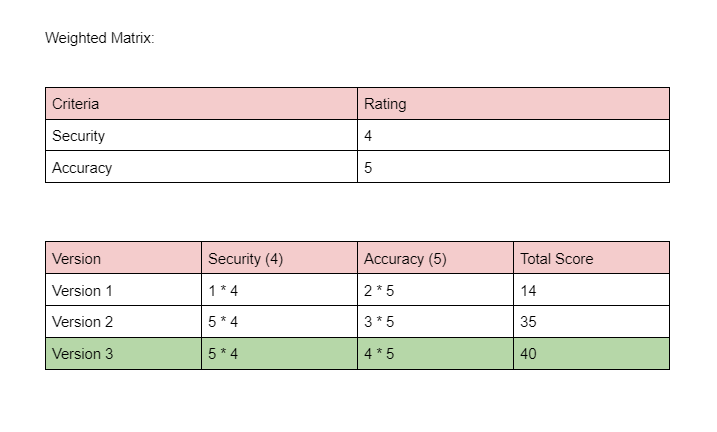 Weighted Matrix:
Criteria Rating
Security 4
Accuracy 5
Version Security (4) Accuracy (5) Total Score
Version 1 1 * 4 2 * 5 14
Version 2 5 * 4 3 * 5 35
Version 3 5 * 4 4 * 5 40